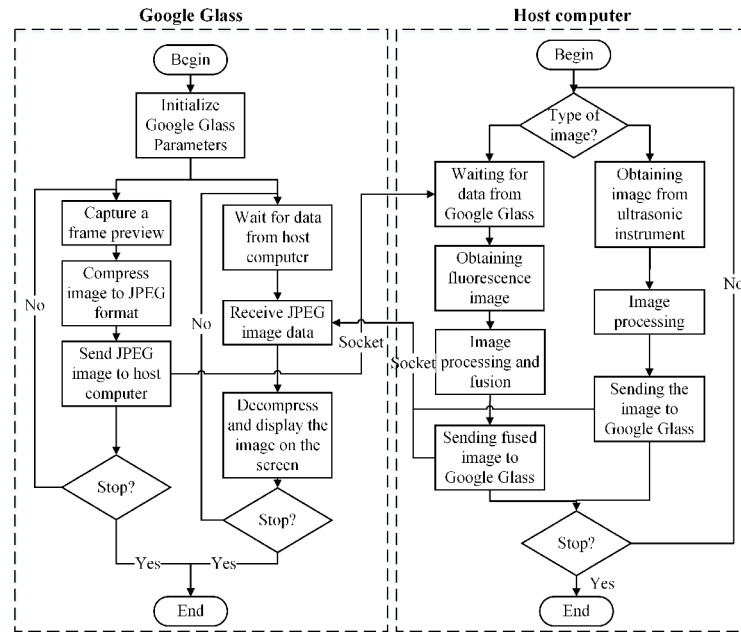 Google Glass
Begin
Initialize
Google Glass
Parameters
Capture a
frame preview
Compress
image to JPEG
format
Send JPEG
image to host
computer
Stop?
No
Yes
Wait for data
from host
computer
Receive JPEG
image data
Decompress
and display the
image on the
screen
Stop?
No
Yes
End
Socket
Socket
Host computer
Begin
Type of
image?
Waiting for
data from
Google Glass
Obtaining
fluorescence
image
Image
processing and
fusion
Sending fused
image to
Google Glass
Obtaining
image from
ultrasonic
instrument
Image
processing
Sending the
image to
Google Glass
Stop?
No
Yes
End